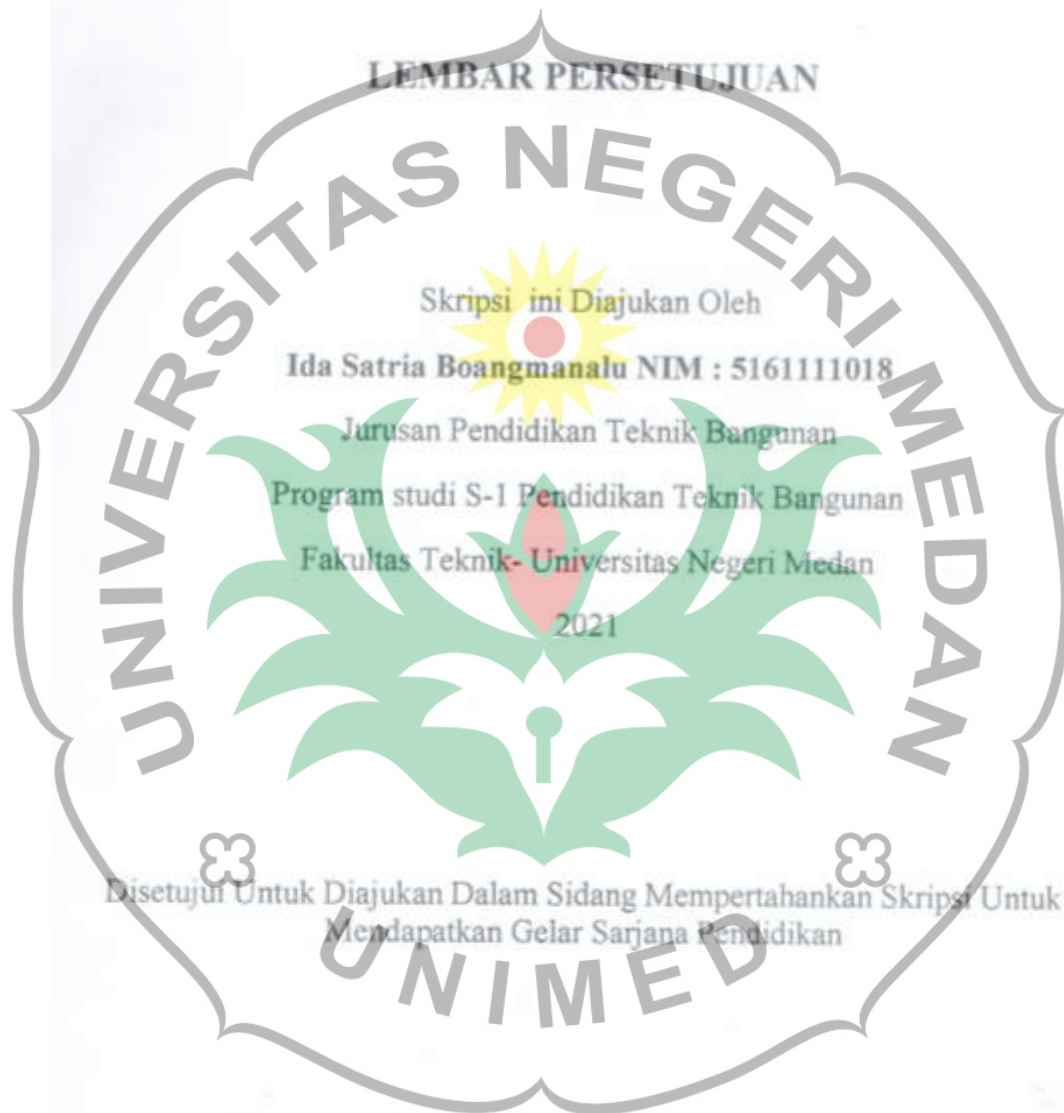 LEMBAR PERSETUJUAN
UNIVERSITAS NEGERI MEDAN
Skripsi ini Diajukan Oleh
Ida Satria Boangmanalu NIM : 5161111018
Jurusan Pendidikan Teknik Bangunan
Program studi S-1 Pendidikan Teknik Bangunan
Fakultas Teknik- Universitas Negeri Medan
2021
Disetujui Untuk Diajukan Dalam Sidang Mempertahankan Skripsi Untuk
Mendapatkan Gelar Sarjana Pendidikan
UNIMED